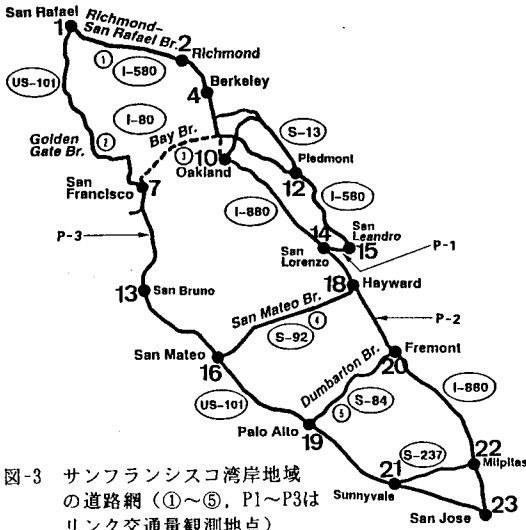 San Rafael
1
Richmond-
San Rafael Br.
2
Richmond
①
I-580
Berkeley
4
US-101
I-80
Golden
Gate Br.
②
Bay Br.
③
10
Oakland
S-13
Piedmont
12
San
Francisco
7
I-580
I-880
P-3
14
San
Lorenzo
San
Leandro
15
P-1
18
Hayward
13
San Bruno
San Mateo Br.
④
S-92
P-2
San Mateo
16
Dumbarton Br.
Fremont
20
S-84
⑤
US-101
I-880
Palo Alto
19
S-237
22
Milpitas
21
Sunnyvale
San Jose
23
図-3 サンフランシスコ湾岸地域
の道路網(①~⑤,P1~P3は
リンク交通量観測地点)